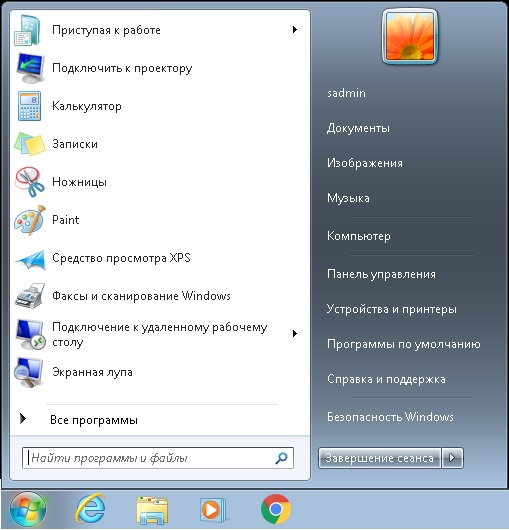 Приступая к работе
Подключить к проектору
Калькулятор
Записки
Ножницы
Paint
Средство просмотра XPS
Факсы и сканирование Windows
Подключение к удаленному рабочему
столу
Экранная лупа
Все программы
Найти программы и файлы
sadmin
Документы
Изображения
Музыка
Компьютер
Панель управления
Устройства и принтеры
Программы по умолчанию
Справка и поддержка
Безопасность Windows
Завершение сеанса